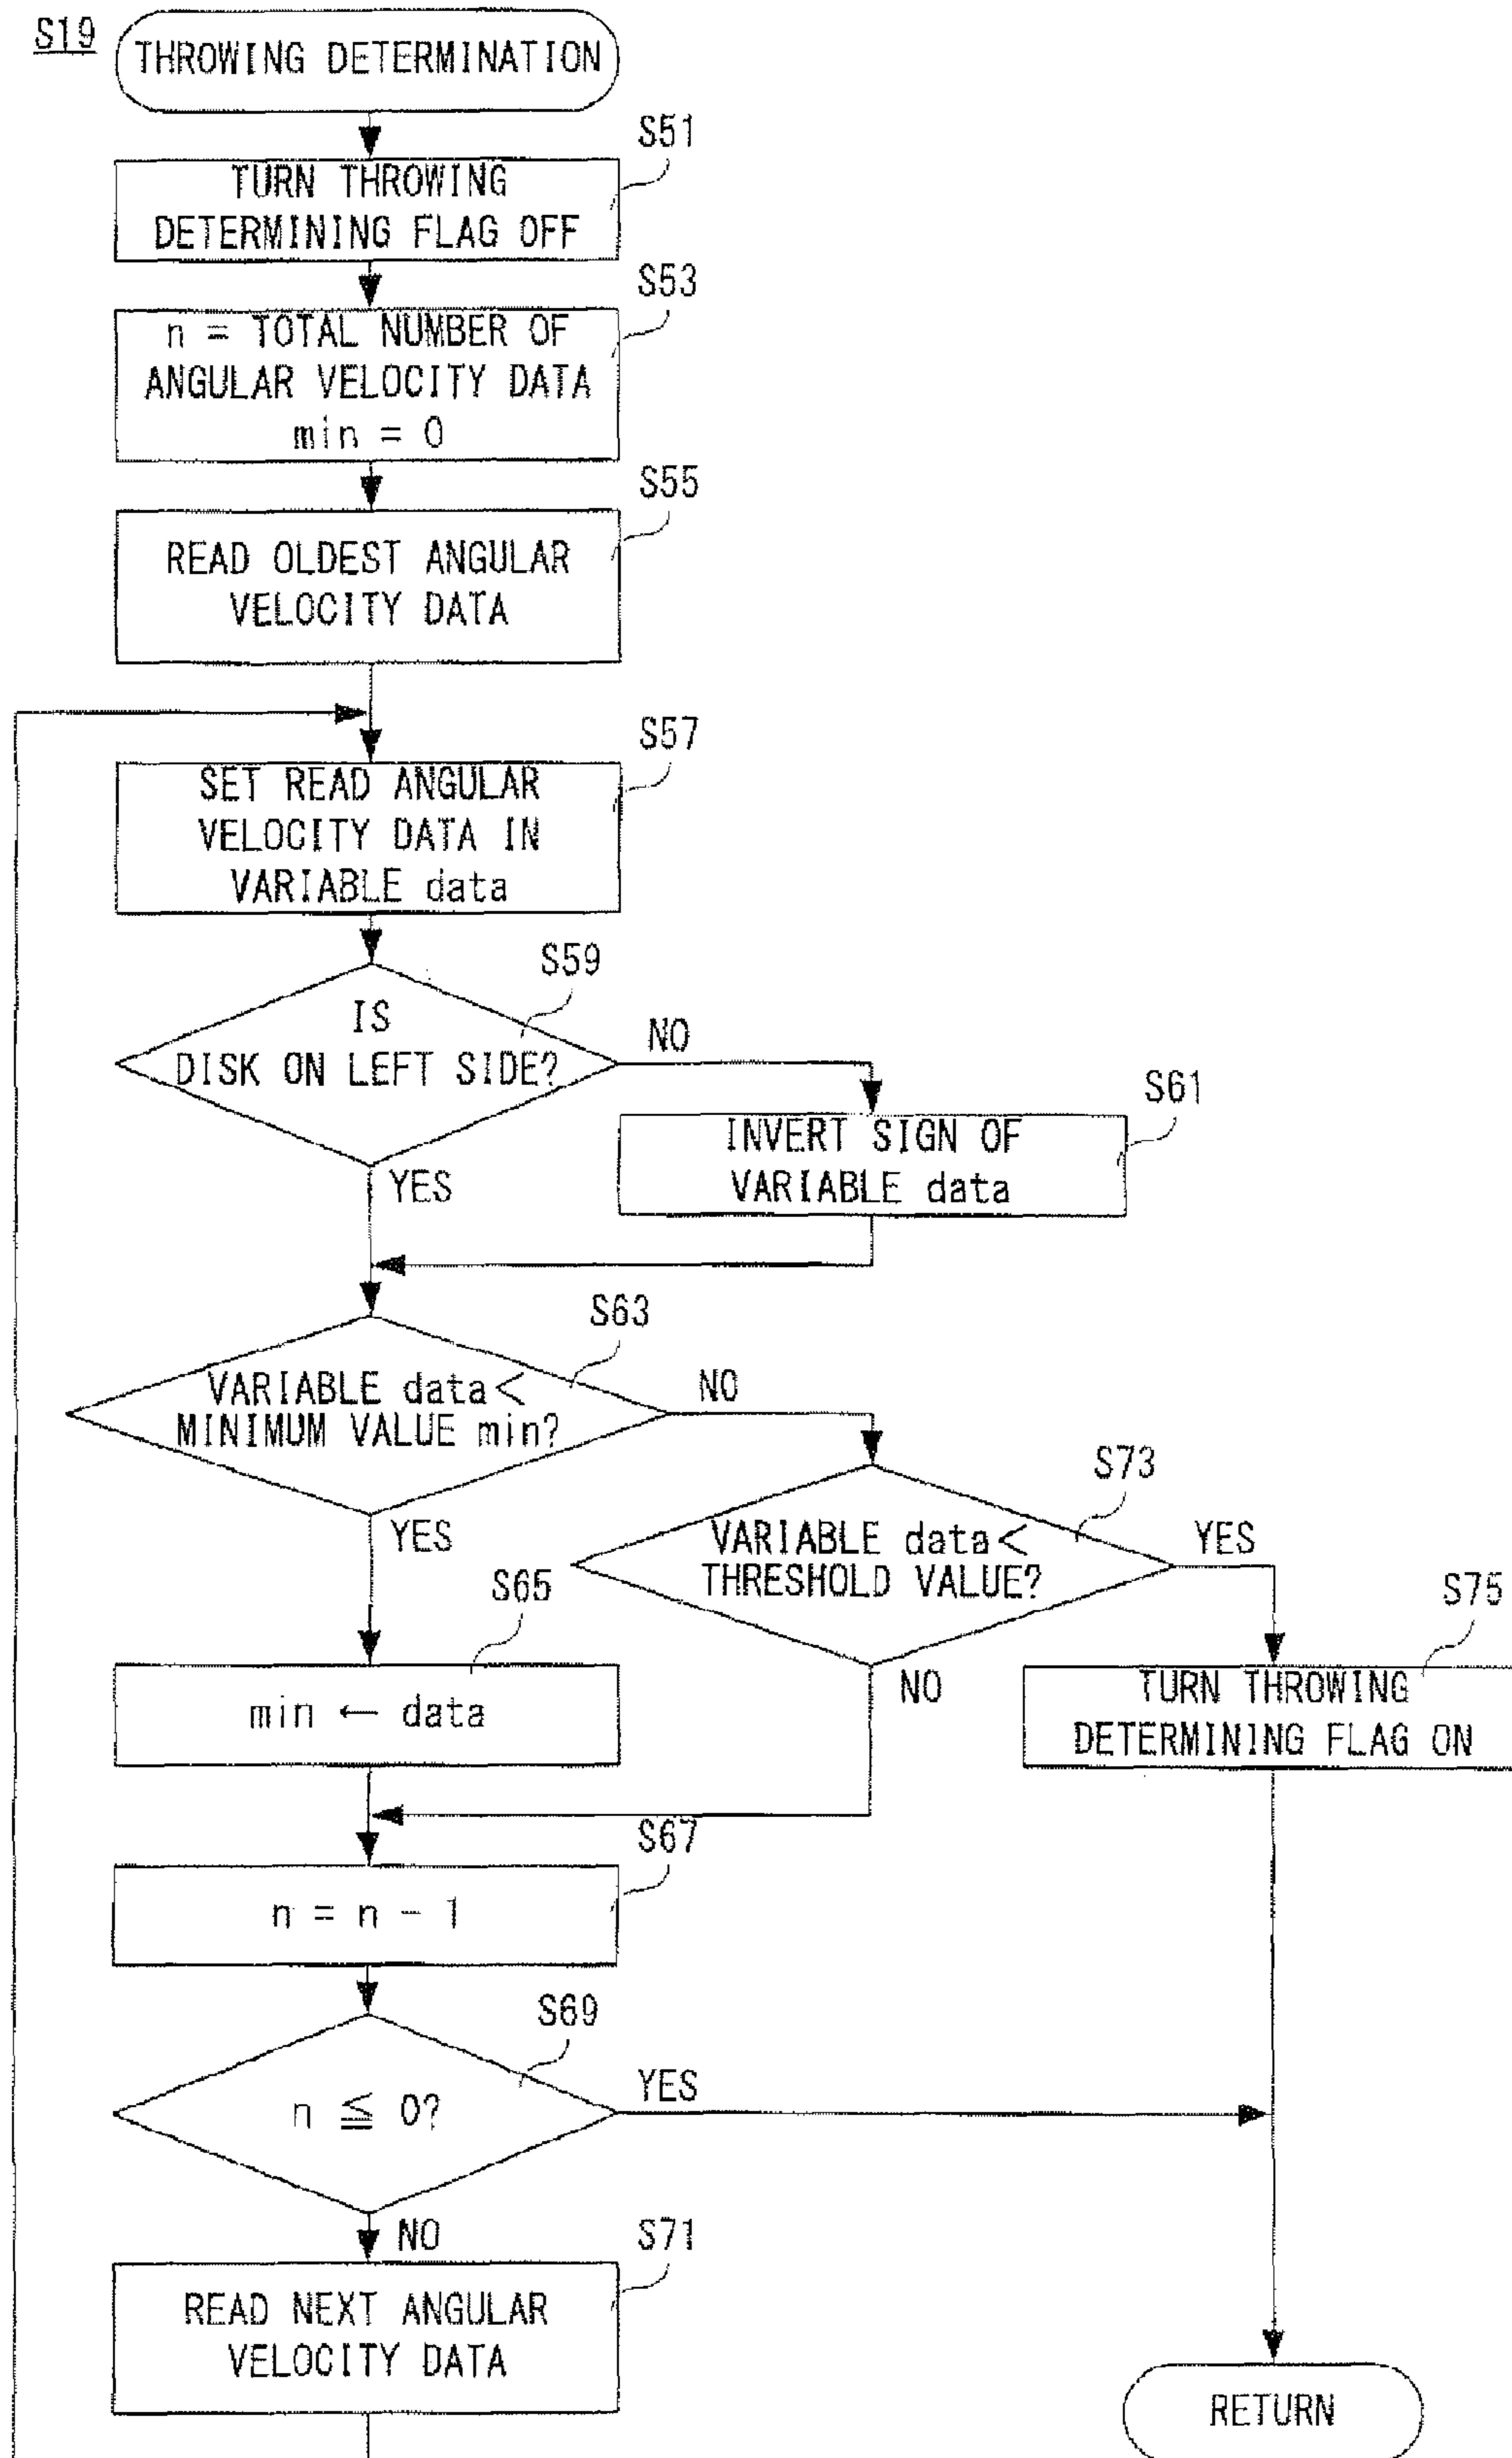 S19
THROWING DETERMINATION
S51
TURN THROWING
DETERMINING FLAG OFF
S53
n = TOTAL NUMBER OF
ANGULAR VELOCITY DATA
min = 0
S55
READ OLDEST ANGULAR
VELOCITY DATA
S57
SET READ ANGULAR
VELOCITY DATA IN
VARIABLE data
S59
IS
DISK ON LEFT SIDE?
NO
YES
S61
INVERT SIGN OF
VARIABLE data
S63
VARIABLE data<
MINIMUM VALUE min?
NO
YES
S73
VARIABLE data<
THRESHOLD VALUE?
YES
NO
S65
min ← data
S75
TURN THROWING
DETERMINING FLAG ON
S67
n = n - 1
S69
n ≦ 0?
YES
NO
S71
READ NEXT ANGULAR
VELOCITY DATA
RETURN